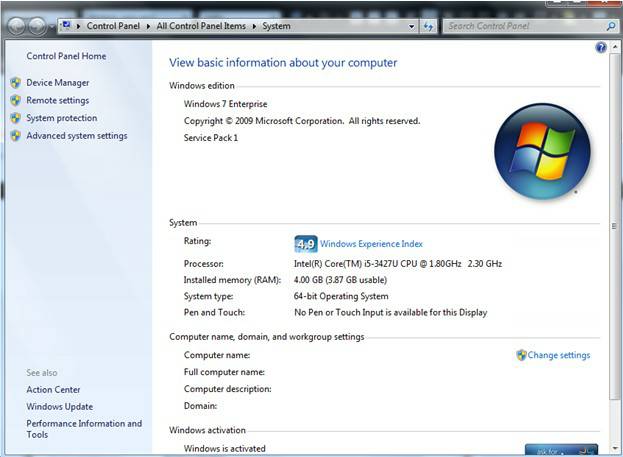 Control Panel ▸ All Control Panel Items ▸ System
Search Control Panel
Control Panel Home
Device Manager
Remote settings
System protection
Advanced system settings
See also
Action Center
Windows Update
Performance Information and
Tools
View basic information about your computer
Windows edition
Windows 7 Enterprise
Copyright © 2009 Microsoft Corporation. All rights reserved.
Service Pack 1
System
Rating: 4,9 Windows Experience Index
Processor: Intel(R) Core(TM) i5-3427U CPU @ 1.80GHz 2.30 GHz
Installed memory (RAM): 4.00 GB (3.87 GB usable)
System type: 64-bit Operating System
Pen and Touch: No Pen or Touch Input is available for this Display
Computer name, domain, and workgroup settings
Computer name: Change settings
Full computer name:
Computer description:
Domain:
Windows activation
Windows is activated
ask for